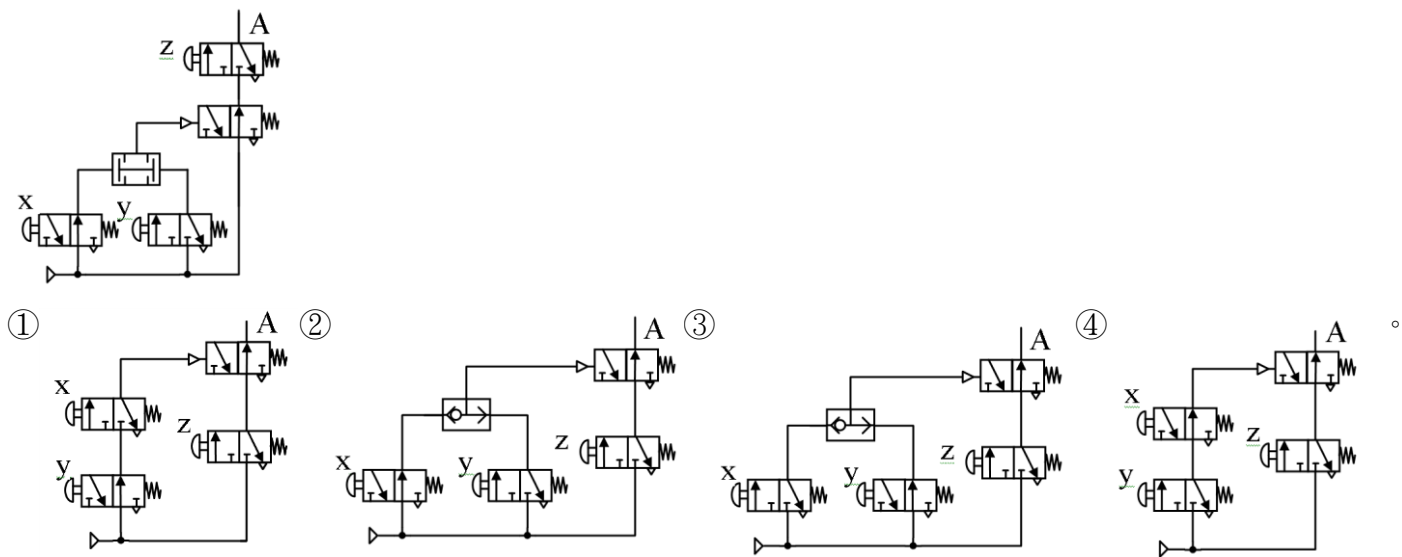 A
z
x
y
① A x z y
② A x y z
③ A x y z
④ A x z y 。